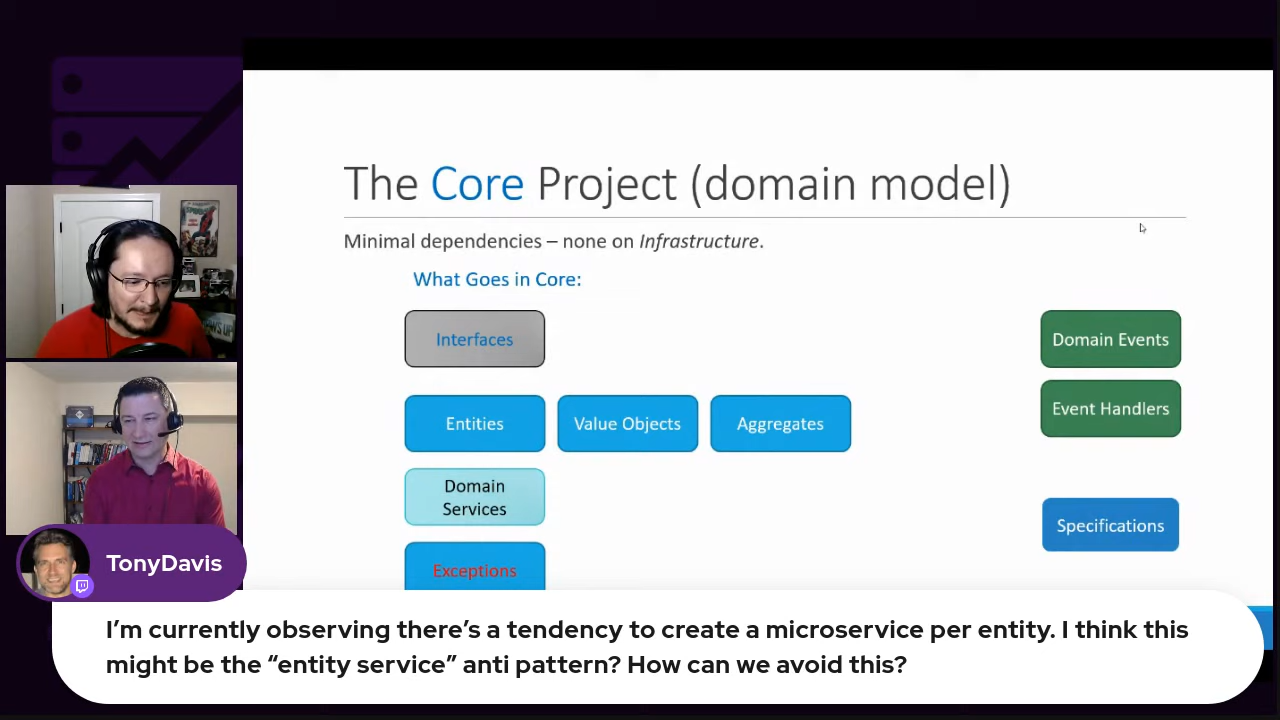 The Core Project (domain model)
Minimal dependencies – none on Infrastructure.
What Goes in Core:
Interfaces
Domain Events
Event Handlers
Entities
Value Objects
Aggregates
Domain
Services
Specifications
Exceptions
TonyDavis
I’m currently observing there’s a tendency to create a microservice per entity. I think this
might be the “entity service” anti pattern? How can we avoid this?